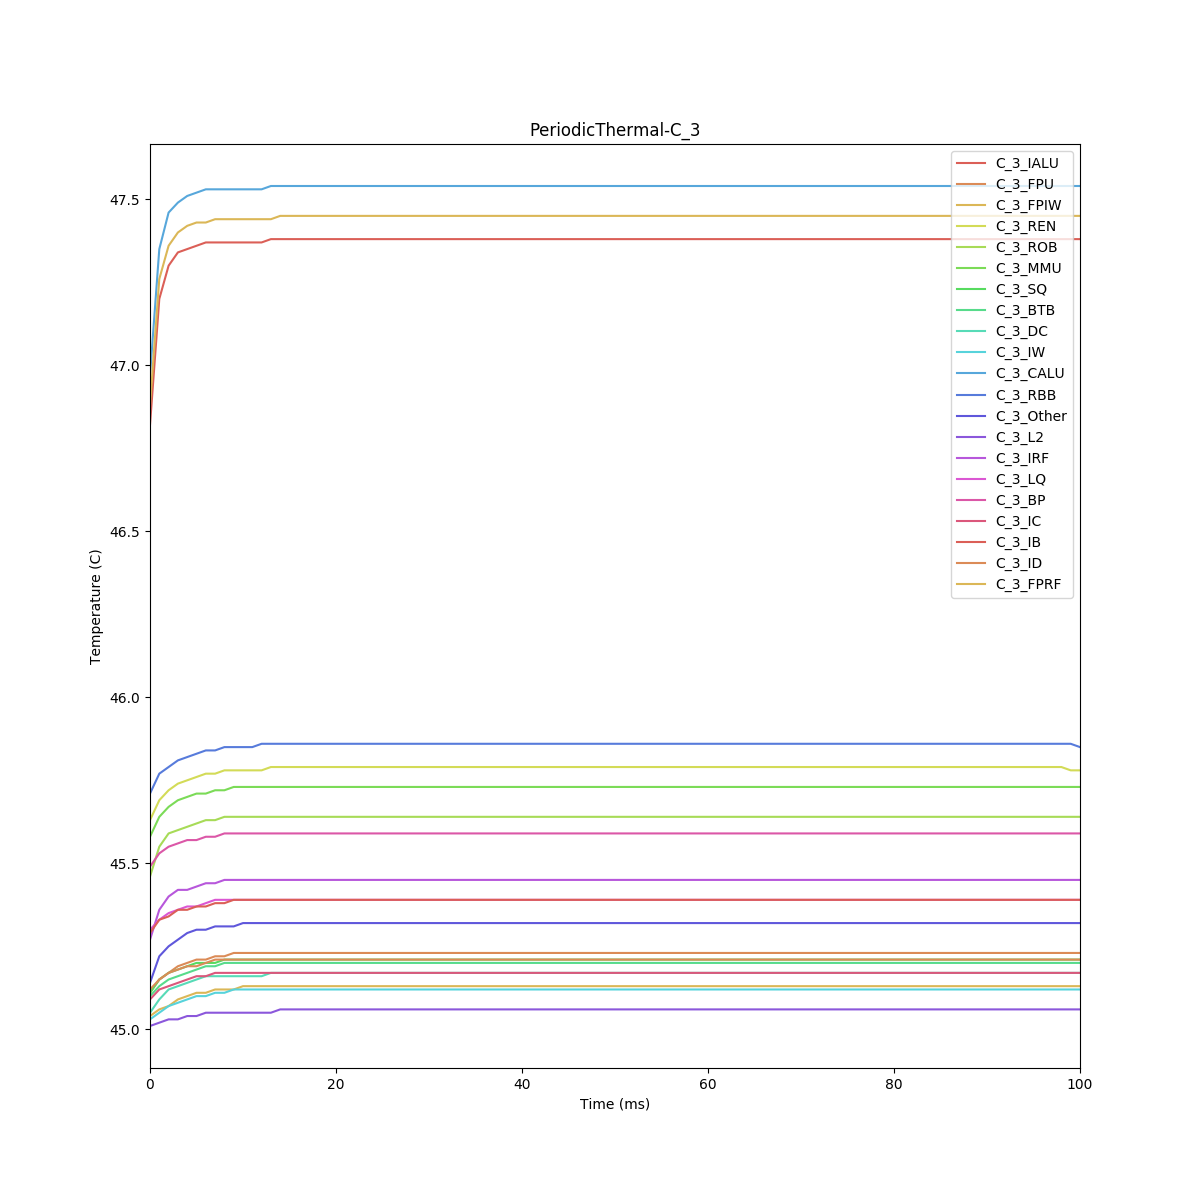 PeriodicThermal-C_3
C_3_IALU
C_3_FPU
C_3_FPIW
C_3_REN
C_3_ROB
C_3_MMU
C_3_SQ
C_3_BTB
C_3_DC
C_3_IW
C_3_CALU
C_3_RBB
C_3_Other
C_3_L2
C_3_IRF
C_3_LQ
C_3_BP
C_3_IC
C_3_IB
C_3_ID
C_3_FPRF
47.5
47.0
46.5
46.0
45.5
45.0
Temperature (C)
0 20 40 60 80 100
Time (ms)